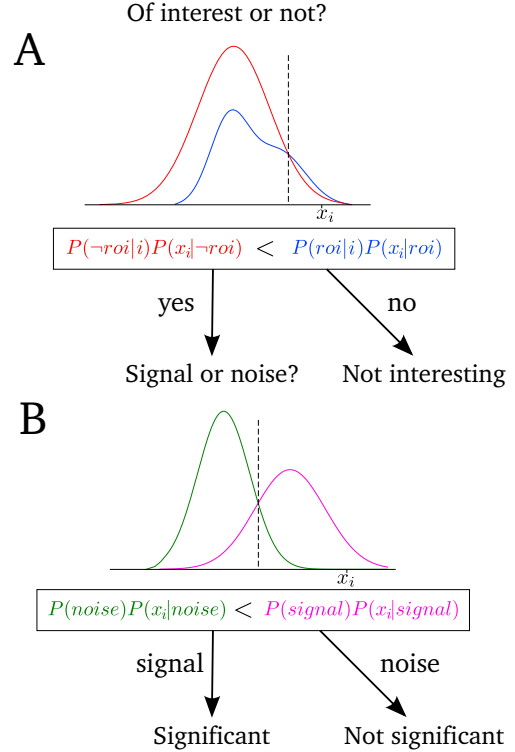 Of interest or not?
A
x_i
P(¬roi|i)P(x_i|¬roi) < P(roi|i)P(x_i|roi)
yes no
Signal or noise? Not interesting
B
x_i
P(noise)P(x_i|noise) < P(signal)P(x_i|signal)
signal noise
Significant Not significant